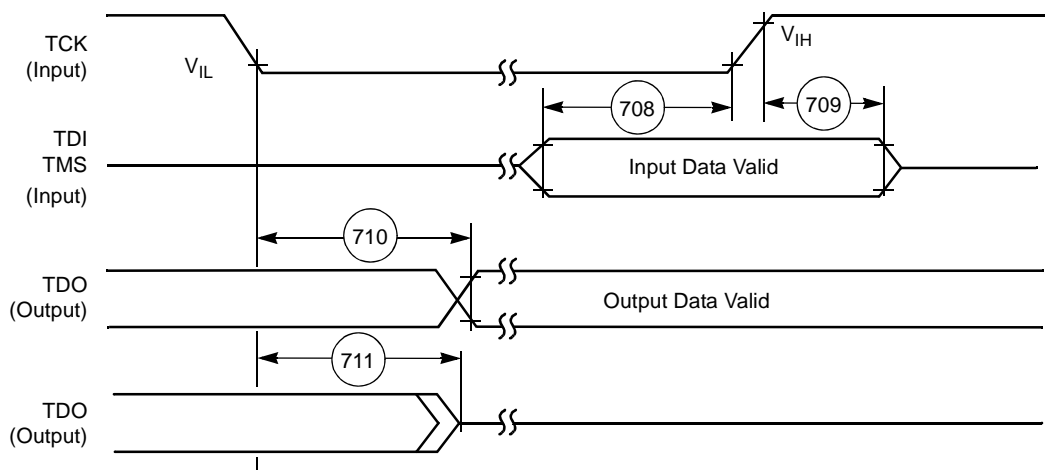 TCK
(Input)
V_IL
V_IH
708
709
TDI
TMS
(Input)
Input Data Valid
710
TDO
(Output)
Output Data Valid
711
TDO
(Output)